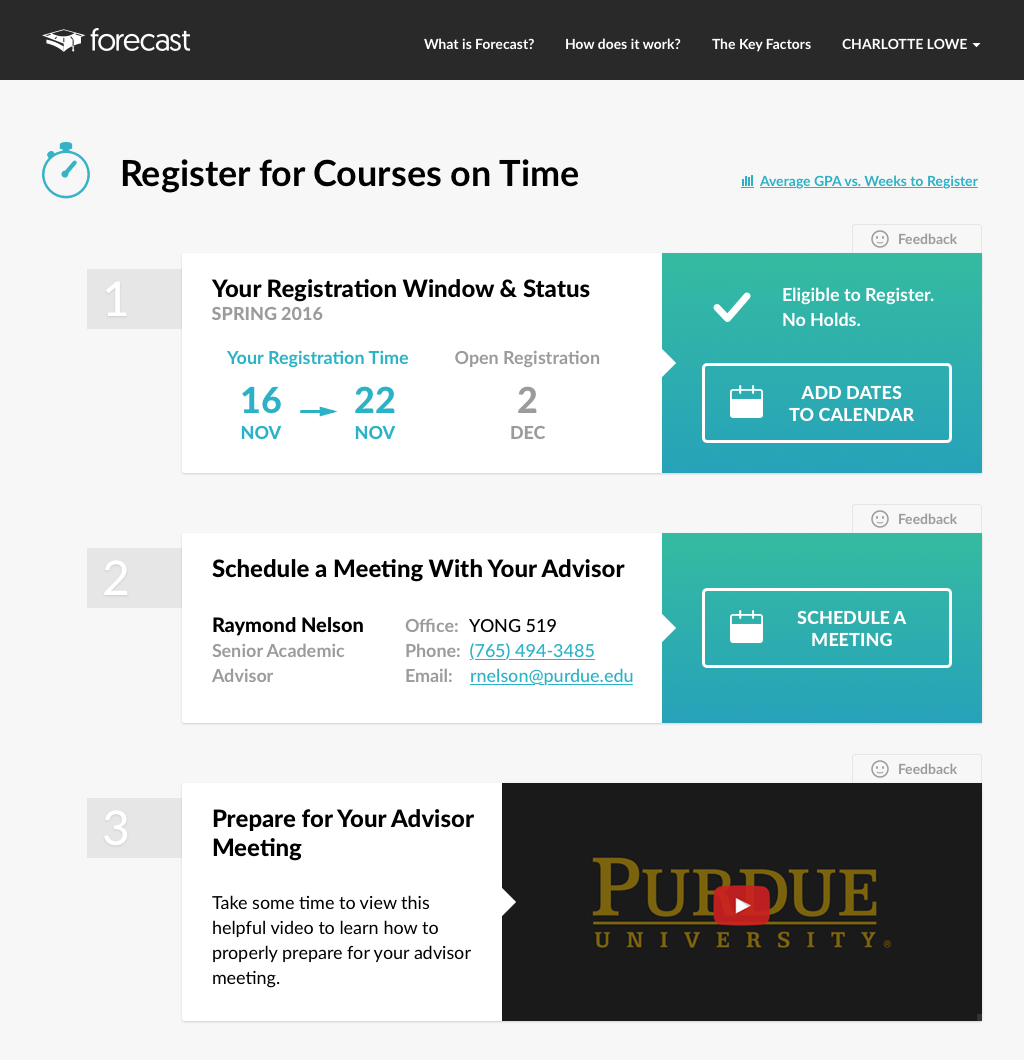 forecast
What is Forecast?
How does it work?
The Key Factors
CHARLOTTE LOWE
Register for Courses on Time
Average GPA vs. Weeks to Register
Feedback
1
Your Registration Window & Status
SPRING 2016
Your Registration Time
Open Registration
16
22
2
NOV
NOV
DEC
Eligible to Register.
No Holds.
ADD DATES
TO CALENDAR
Feedback
2
Schedule a Meeting With Your Advisor
Raymond Nelson
Senior Academic
Advisor
Office: YONG 519
Phone: (765) 494-3485
Email: rnelson@purdue.edu
SCHEDULE A
MEETING
Feedback
3
Prepare for Your Advisor
Meeting
Take some time to view this
helpful video to learn how to
properly prepare for your advisor
meeting.
PURDUE
UNIVERSITY®